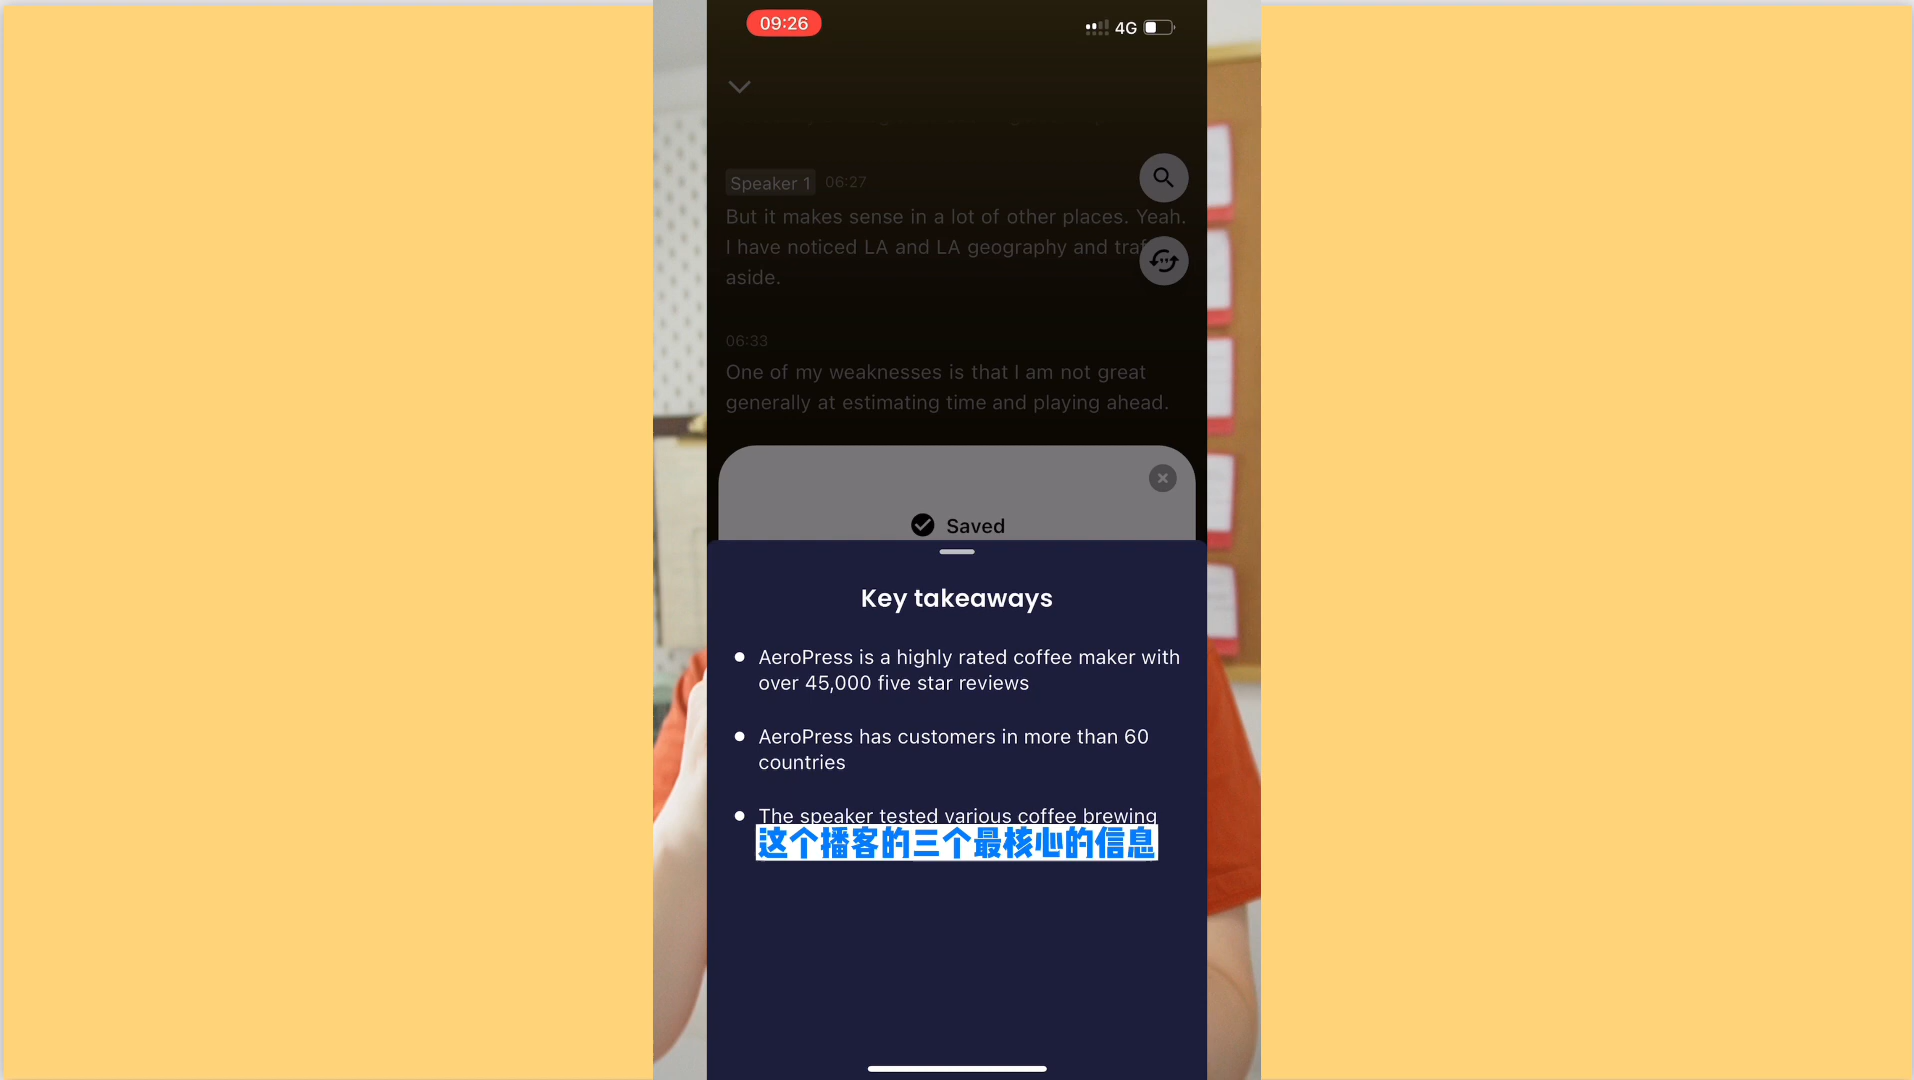 09:26
4G
Speaker 1 06:27
But it makes sense in a lot of other places. Yeah.
I have noticed LA and LA geography and traf
aside.
06:33
One of my weaknesses is that I am not great
generally at estimating time and playing ahead.
Saved
Key takeaways
AeroPress is a highly rated coffee maker with
over 45,000 five star reviews
AeroPress has customers in more than 60
countries
The speaker tested various coffee brewing
这个播客的三个最核心的信息